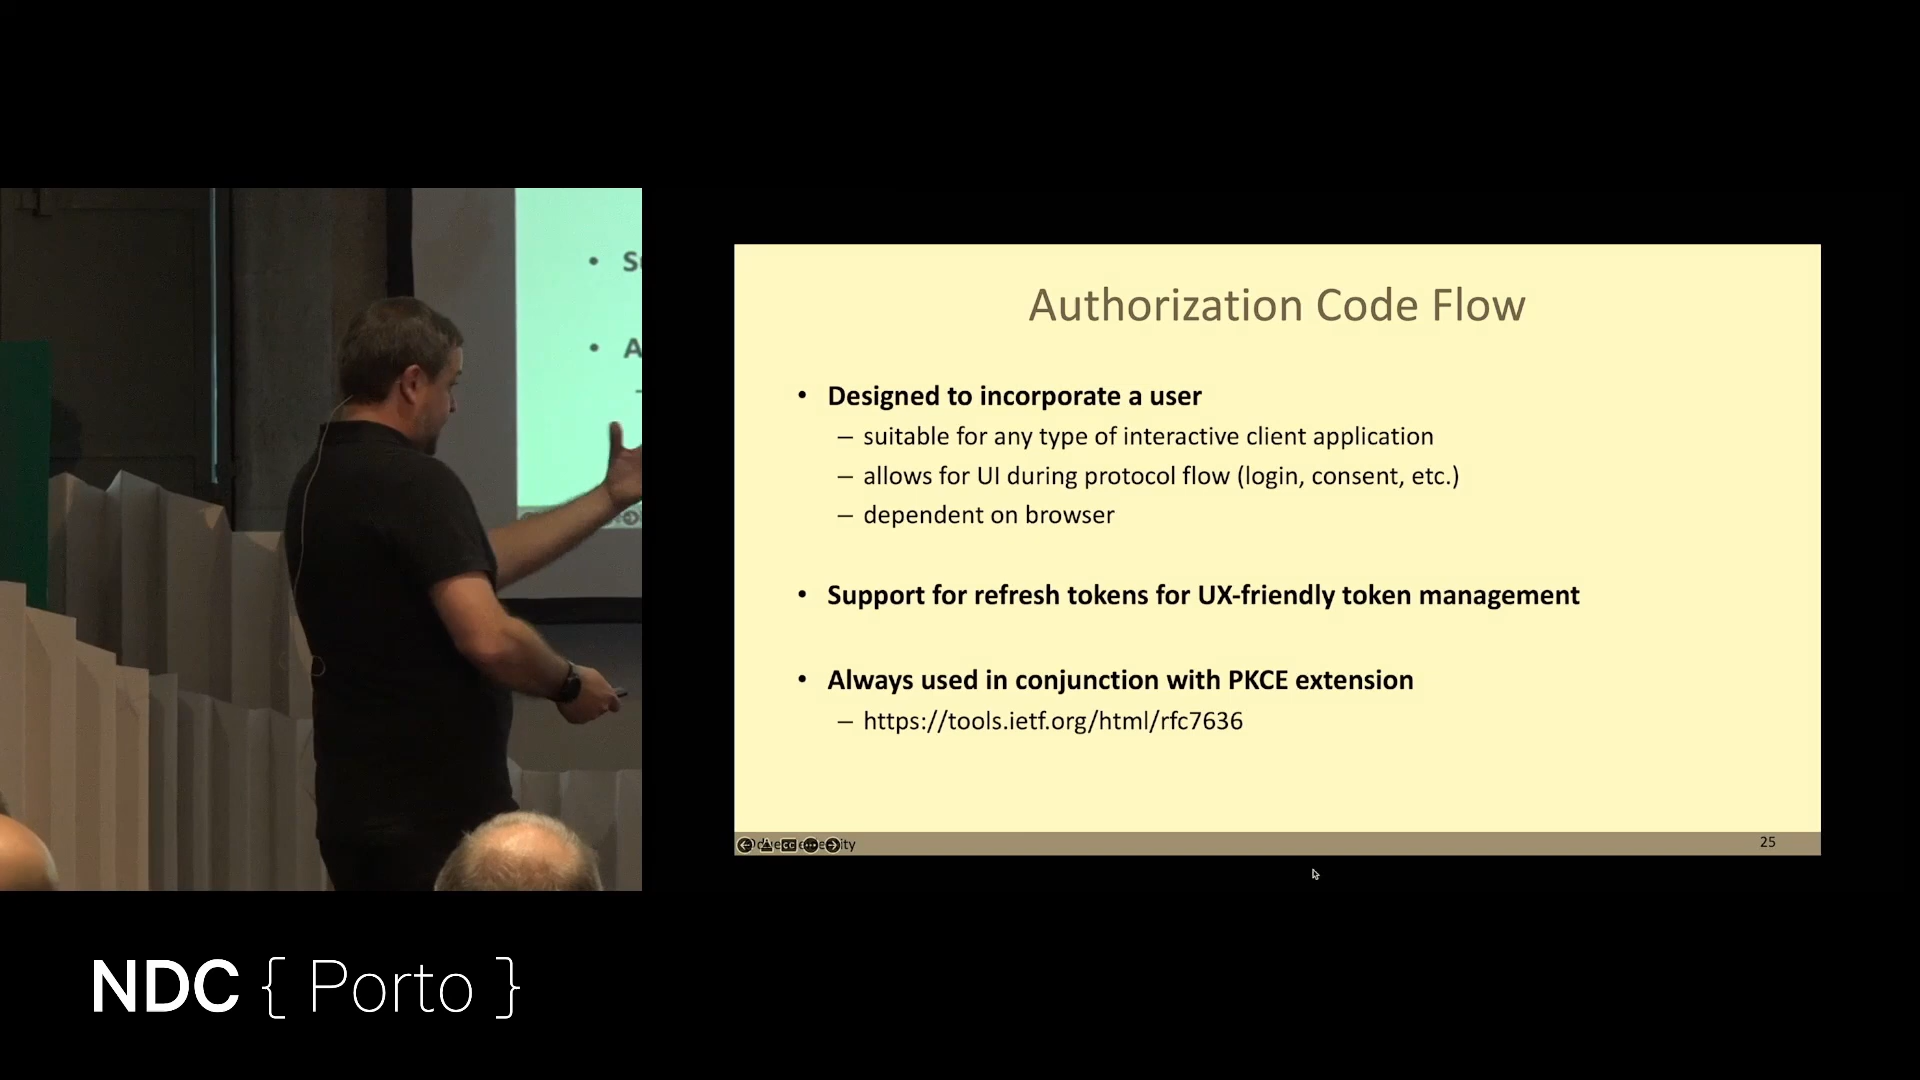 • S
• A
–
Authorization Code Flow
• Designed to incorporate a user
– suitable for any type of interactive client application
– allows for UI during protocol flow (login, consent, etc.)
– dependent on browser
• Support for refresh tokens for UX-friendly token management
• Always used in conjunction with PKCE extension
– https://tools.ietf.org/html/rfc7636
25
NDC { Porto }